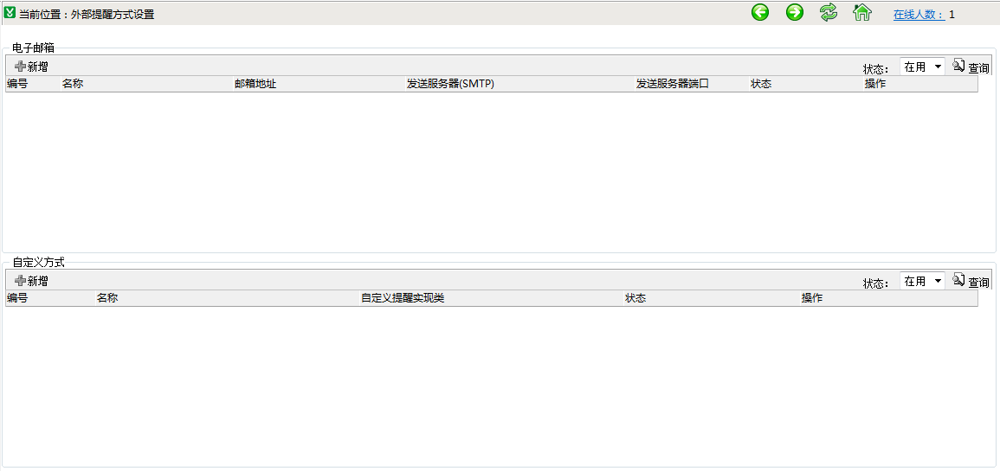 当前位置：外部提醒方式设置 在线人数： 1
电子邮箱
新增 状态： 在用 查询
编号 名称 邮箱地址 发送服务器(SMTP) 发送服务器端口 状态 操作
自定义方式
新增 状态： 在用 查询
编号 名称 自定义提醒实现类 状态 操作